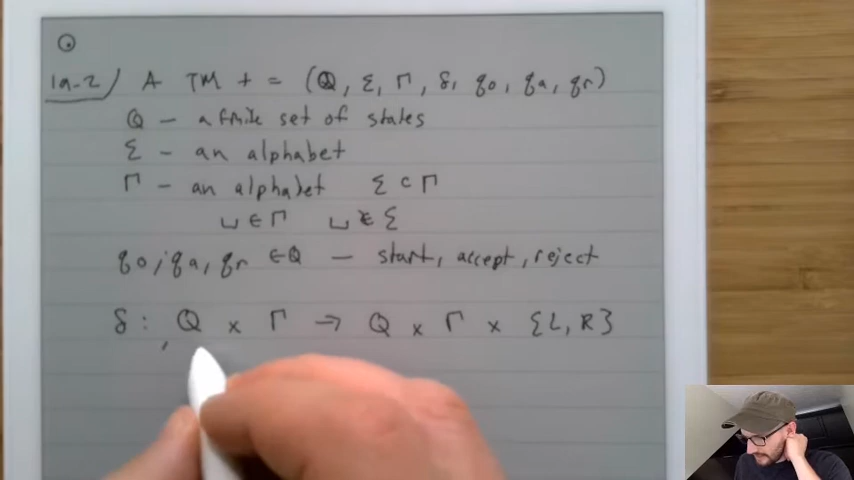 19-2) A TM + = (Q, Σ, Γ, δ, q0, qa, qr)
Q - a finite set of states
Σ - an alphabet
Γ - an alphabet Σ ⊂ Γ
⊔ ∈ Γ ⊔ ∉ Σ
q0, qa, qr ∈ Q - start, accept, reject
δ : Q × Γ → Q × Γ × {L, R}